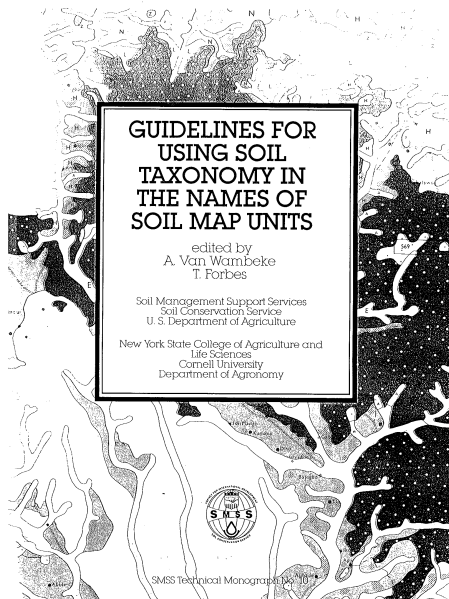 GUIDELINES FOR
USING SOIL
TAXONOMY IN
THE NAMES OF
SOIL MAP UNITS
edited by
A. Van Wambeke
T. Forbes
Soil Management Support Services
Soil Conservation Service
U. S. Department of Agriculture
New York State College of Agriculture and
Life Sciences
Cornell University
Department of Agronomy
SMSS
SMSS Technical Monograph No. 10